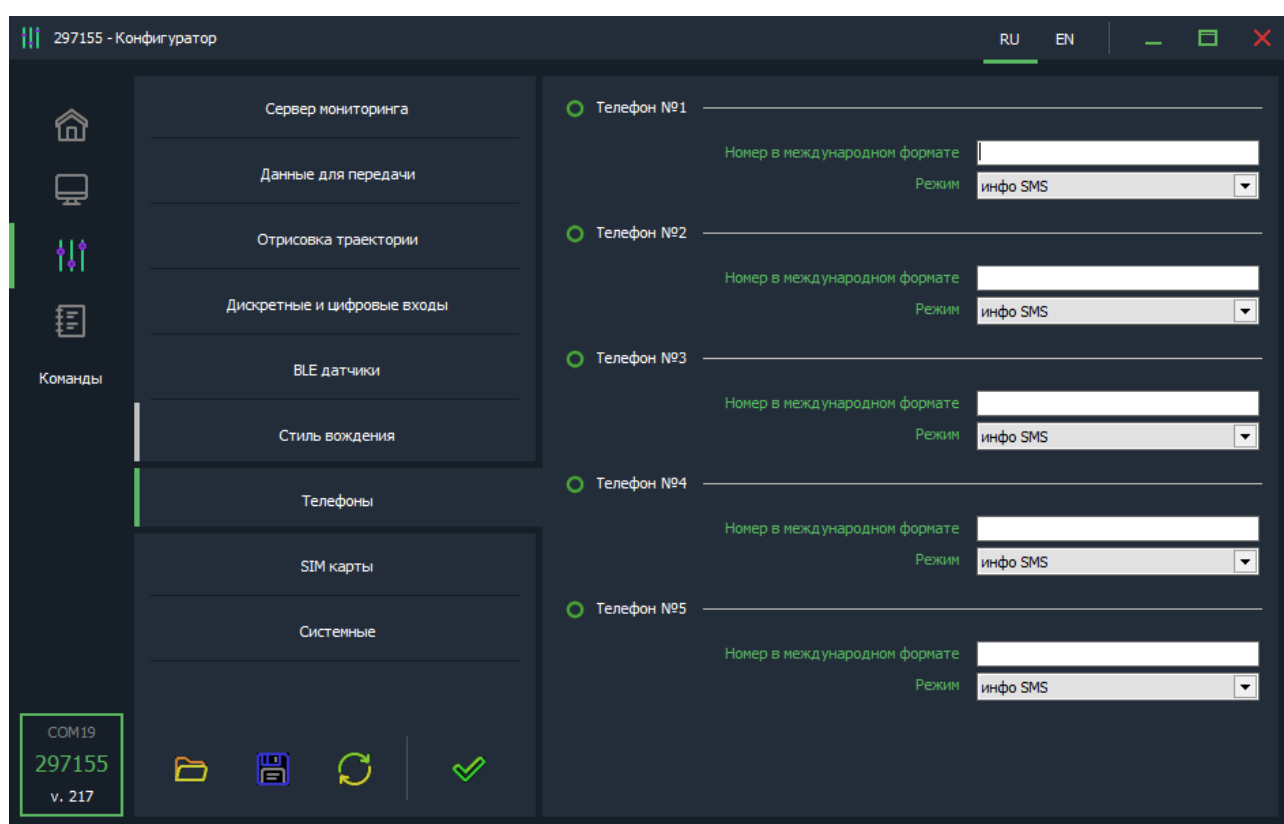 297155 - Конфигуратор
RU EN
Команды
COM19
297155
v. 217
Сервер мониторинга
Данные для передачи
Отрисовка траектории
Дискретные и цифровые входы
BLE датчики
Стиль вождения
Телефоны
SIM карты
Системные
Телефон №1
Номер в международном формате
Режим инфо SMS
Телефон №2
Номер в международном формате
Режим инфо SMS
Телефон №3
Номер в международном формате
Режим инфо SMS
Телефон №4
Номер в международном формате
Режим инфо SMS
Телефон №5
Номер в международном формате
Режим инфо SMS